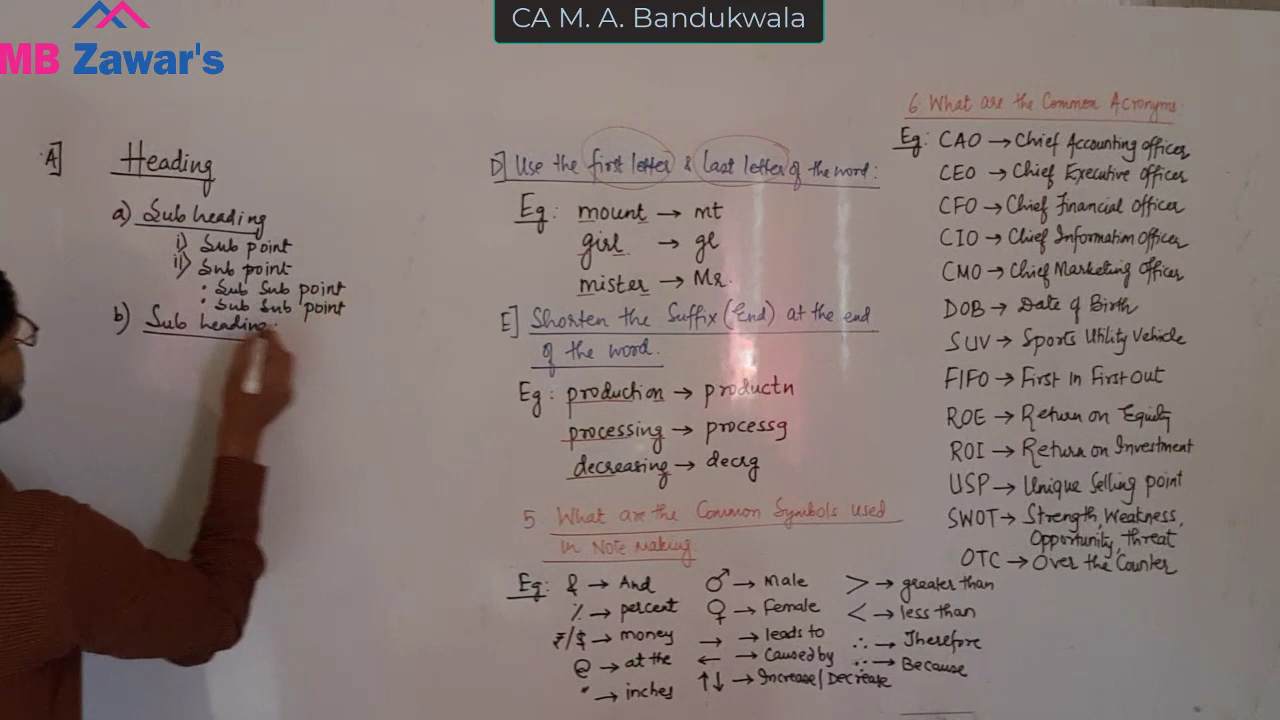 CA M. A. Bandukwala
MB Zawar's
A] Heading
a) Sub heading
i) Sub point
ii) Sub point
• Sub Sub point
• Sub Sub point
b) Sub heading:
D] Use the first letter & last letter of the word:
Eg: mount → mt
girl → gl
mister → Mr.
E] Shorten the Suffix (End) at the end
of the word.
Eg: production → productn
processing → processg
decreasing → decrg
5. What are the Common Symbols used
in Note Making.
Eg: & → And
% → percent
₹/$ → money
@ → at the
" → inches
♂ → Male
♀ → Female
→ → leads to
← → Caused by
↑↓ → Increase/Decrease
> → greater than
< → less than
∴ → Therefore
∵ → Because
6. What are the Common Acronyms.
Eg: CAO → Chief Accounting officer
CEO → Chief Executive officer
CFO → Chief Financial officer
CIO → Chief Information officer
CMO → Chief Marketing officer
DOB → Date of Birth
SUV → Sports Utility Vehicle
FIFO → First In First Out
ROE → Return on Equity
ROI → Return on Investment
USP → Unique Selling point
SWOT → Strength, Weakness,
Opportunity, threat
OTC → Over the Counter